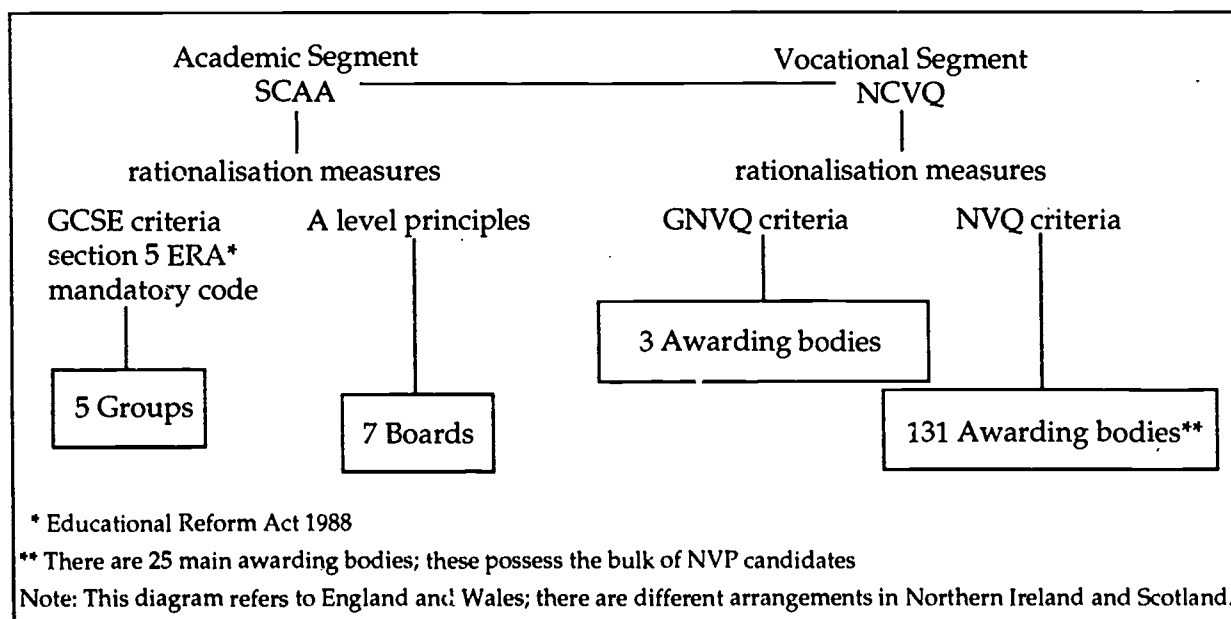 Academic Segment
SCAA
Vocational Segment
NCVQ
rationalisation measures
rationalisation measures
GCSE criteria
section 5 ERA*
mandatory code
A level principles
GNVQ criteria
NVQ criteria
5 Groups
7 Boards
3 Awarding bodies
131 Awarding bodies**
* Educational Reform Act 1988
** There are 25 main awarding bodies; these possess the bulk of NVP candidates
Note: This diagram refers to England and Wales; there are different arrangements in Northern Ireland and Scotland.